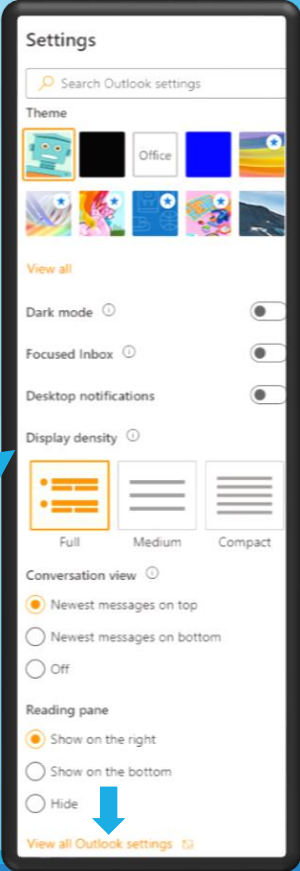 Settings
Search Outlook settings
Theme
Office
View all
Dark mode
Focused Inbox
Desktop notifications
Display density
Full Medium Compact
Conversation view
Newest messages on top
Newest messages on bottom
Off
Reading pane
Show on the right
Show on the bottom
Hide
View all Outlook settings